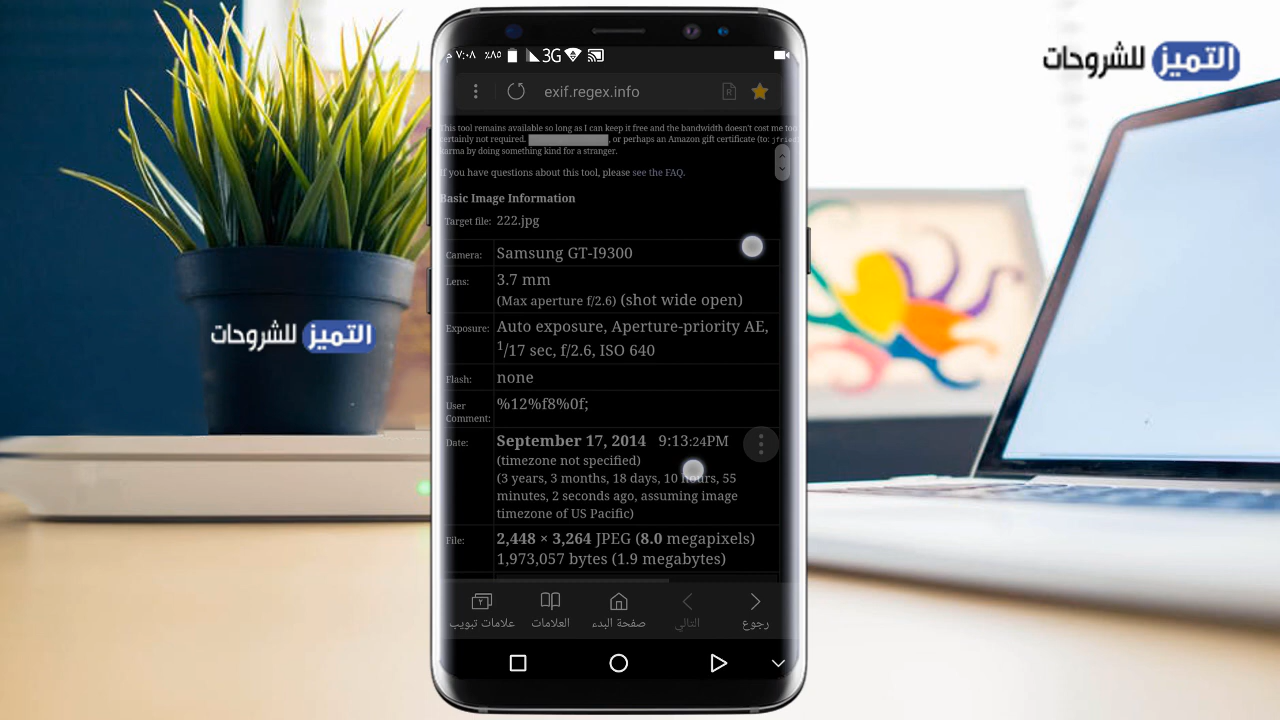 التميز للشروحات
٧:٠٨ م ٪٨٥ 3G
exif.regex.info
This tool remains available so long as I can keep it free and the bandwidth doesn't cost me too
certainly not required. , or perhaps an Amazon gift certificate (to:
karma by doing something kind for a stranger.
If you have questions about this tool, please see the FAQ.
Basic Image Information
Target file: 222.jpg
Camera: Samsung GT-I9300
Lens: 3.7 mm
(Max aperture f/2.6) (shot wide open)
Exposure: Auto exposure, Aperture-priority AE,
1/17 sec, f/2.6, ISO 640
Flash: none
User Comment: %12%f8%0f;
Date: September 17, 2014 9:13:24PM
(timezone not specified)
(3 years, 3 months, 18 days, 10 hours, 55
minutes, 2 seconds ago, assuming image
timezone of US Pacific)
File: 2,448 × 3,264 JPEG (8.0 megapixels)
1,973,057 bytes (1.9 megabytes)
رجوع التالي صفحة البدء العلامات علامات تبويب
التميز للشروحات